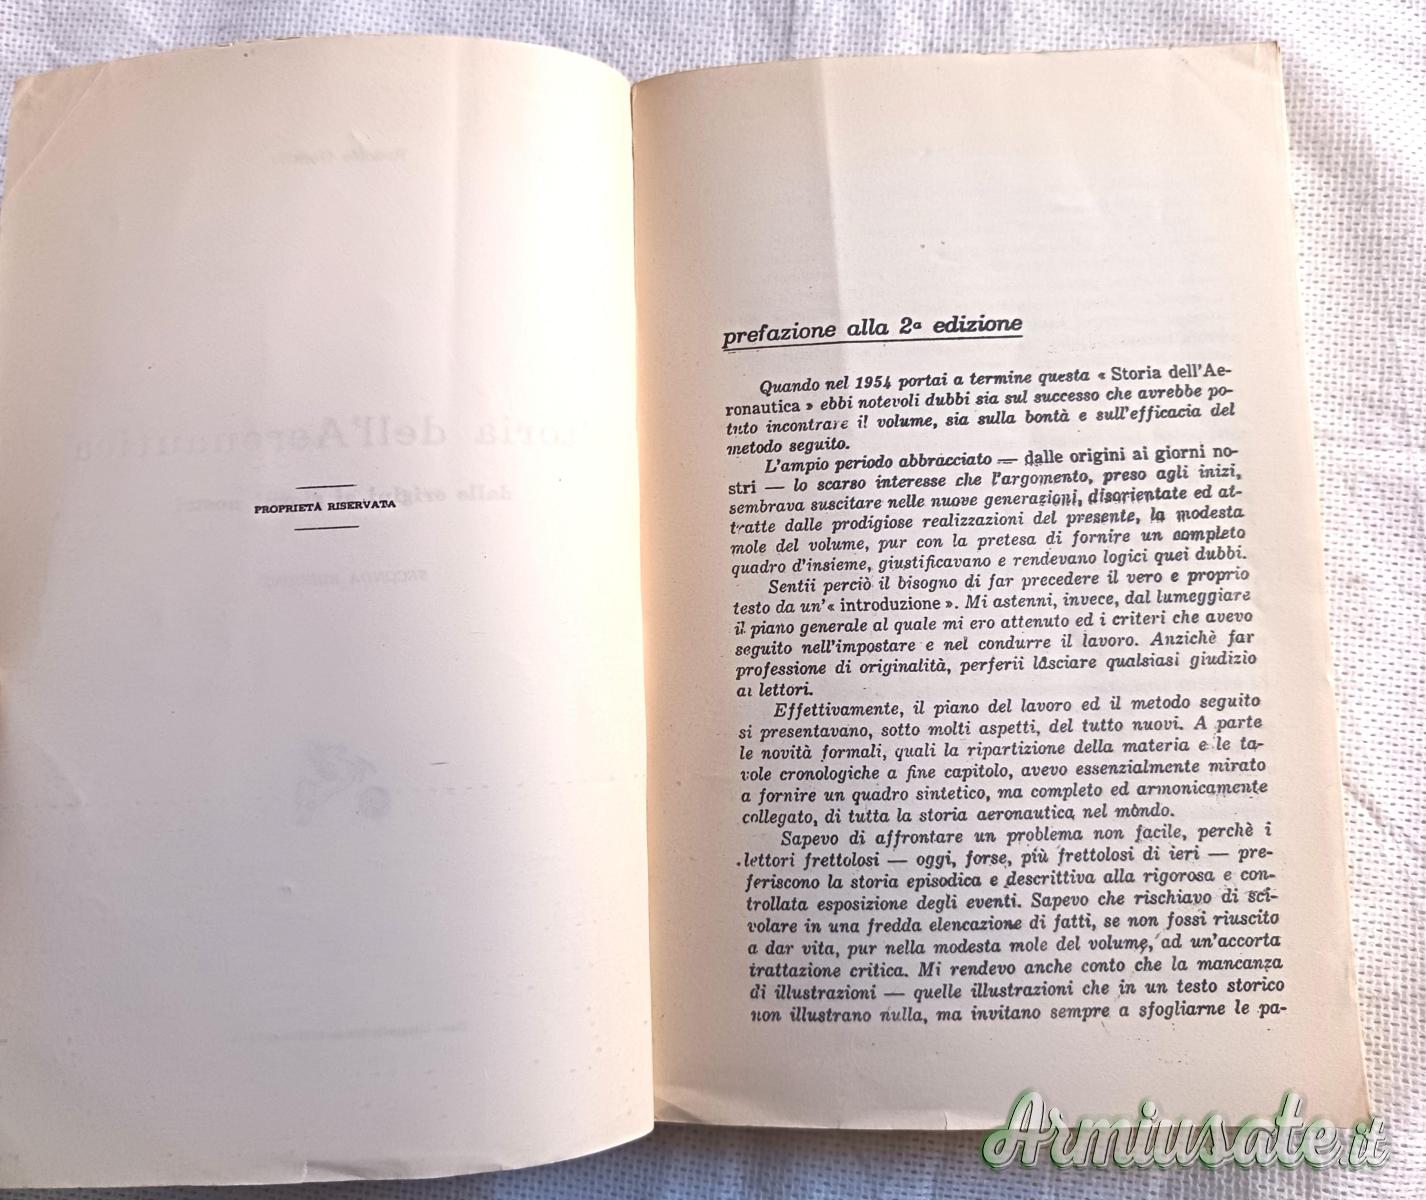 PROPRIETÀ RISERVATA
prefazione alla 2ª edizione
Quando nel 1954 portai a termine questa « Storia dell'Ae-
ronautica » ebbi notevoli dubbi sia sul successo che avrebbe po-
tuto incontrare il volume, sia sulla bontà e sull'efficacia del
metodo seguito.
L'ampio periodo abbracciato — dalle origini ai giorni no-
stri — lo scarso interesse che l'argomento, preso agli inizi,
sembrava suscitare nelle nuove generazioni, disorientate ed at-
tratte dalle prodigiose realizzazioni del presente, la modesta
mole del volume, pur con la pretesa di fornire un completo
quadro d'insieme, giustificavano e rendevano logici quei dubbi.
Sentii perciò il bisogno di far precedere il vero e proprio
testo da un'« introduzione ». Mi astenni, invece, dal lumeggiare
il piano generale al quale mi ero attenuto ed i criteri che avevo
seguito nell'impostare e nel condurre il lavoro. Anzichè far
professione di originalità, perferii lasciare qualsiasi giudizio
ai lettori.
Effettivamente, il piano del lavoro ed il metodo seguito
si presentavano, sotto molti aspetti, del tutto nuovi. A parte
le novità formali, quali la ripartizione della materia e le ta-
vole cronologiche a fine capitolo, avevo essenzialmente mirato
a fornire un quadro sintetico, ma completo ed armonicamente
collegato, di tutta la storia aeronautica nel mondo.
Sapevo di affrontare un problema non facile, perchè i
lettori frettolosi — oggi, forse, più frettolosi di ieri — pre-
feriscono la storia episodica e descrittiva alla rigorosa e con-
trollata esposizione degli eventi. Sapevo che rischiavo di sci-
volare in una fredda elencazione di fatti, se non fossi riuscito
a dar vita, pur nella modesta mole del volume, ad un'accorta
trattazione critica. Mi rendevo anche conto che la mancanza
di illustrazioni — quelle illustrazioni che in un testo storico
non illustrano nulla, ma invitano sempre a sfogliarne le pa-
Armiusate.it